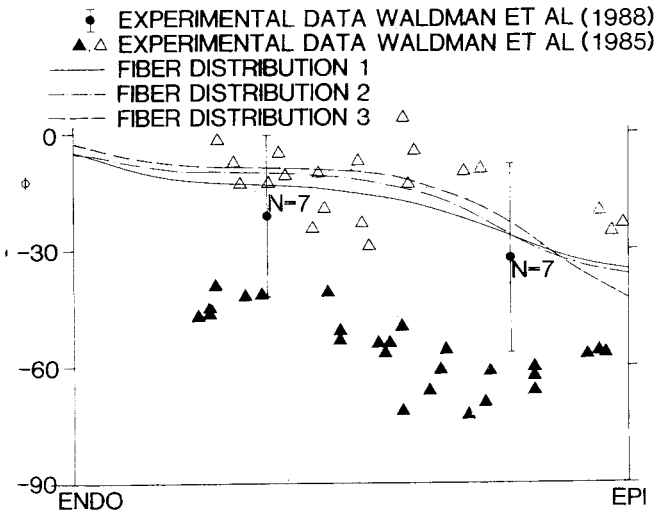 EXPERIMENTAL DATA WALDMAN ET AL (1988)
EXPERIMENTAL DATA WALDMAN ET AL (1985)
FIBER DISTRIBUTION 1
FIBER DISTRIBUTION 2
FIBER DISTRIBUTION 3
0
Φ
N=7
-30
N=7
-60
-90
ENDO
EPI